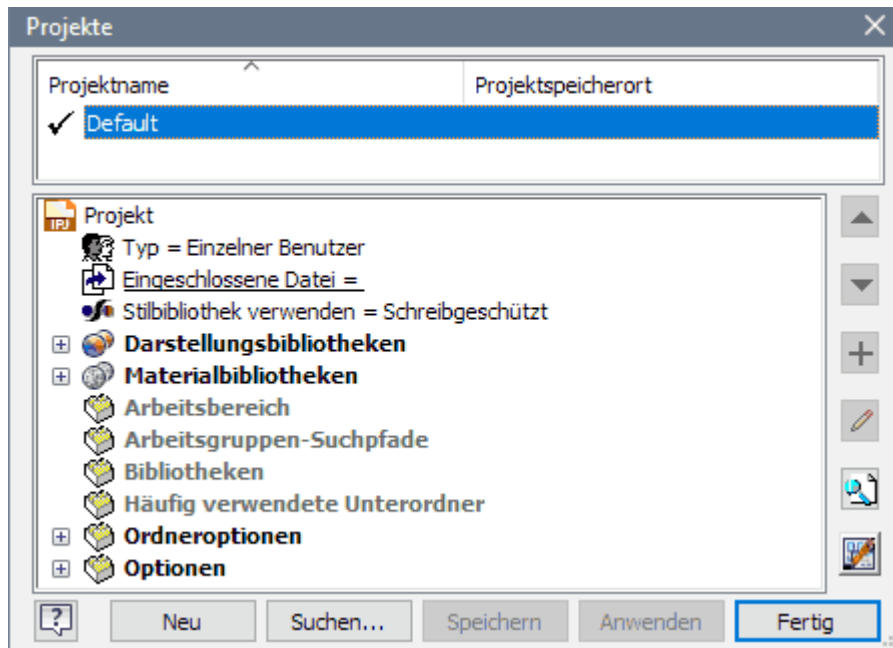 Projekte
Projektname Projektspeicherort
Default
IPJ Projekt
Typ = Einzelner Benutzer
Eingeschlossene Datei =
Stilbibliothek verwenden = Schreibgeschützt
Darstellungsbibliotheken
Materialbibliotheken
Arbeitsbereich
Arbeitsgruppen-Suchpfade
Bibliotheken
Häufig verwendete Unterordner
Ordneroptionen
Optionen
Neu Suchen... Speichern Anwenden Fertig